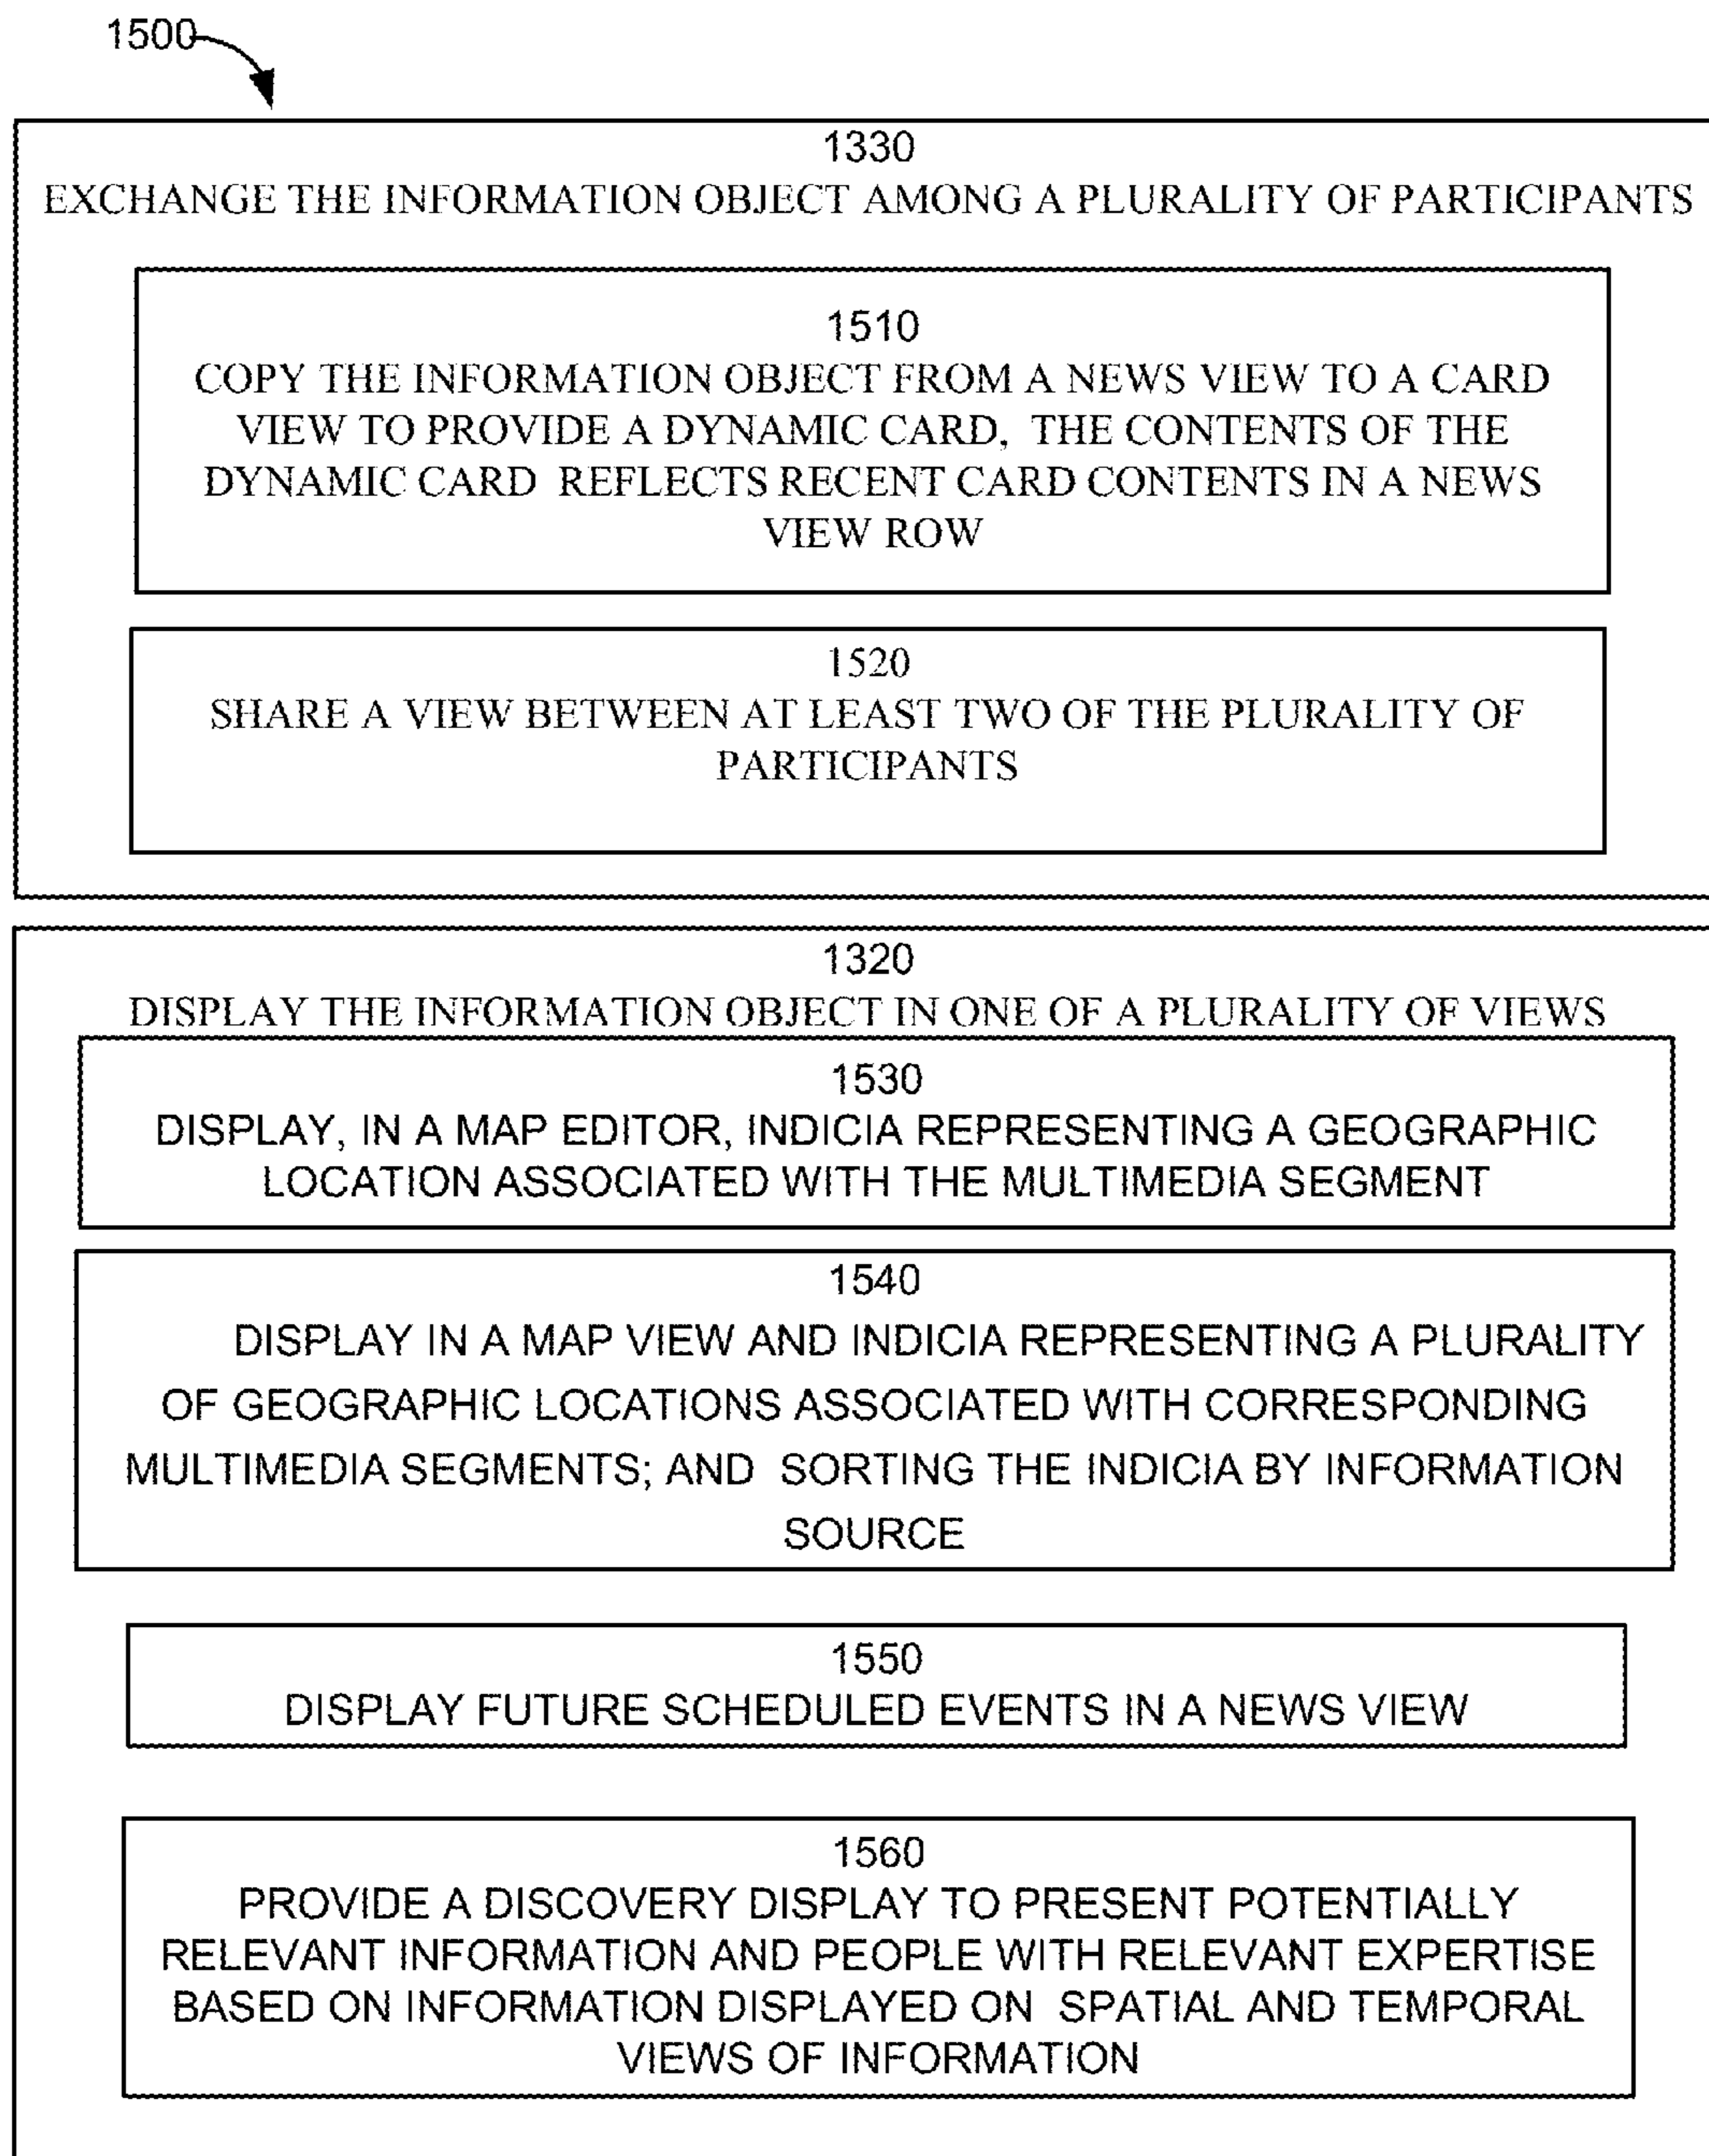 1500
1330
EXCHANGE THE INFORMATION OBJECT AMONG A PLURALITY OF PARTICIPANTS
1510
COPY THE INFORMATION OBJECT FROM A NEWS VIEW TO A CARD
VIEW TO PROVIDE A DYNAMIC CARD, THE CONTENTS OF THE
DYNAMIC CARD REFLECTS RECENT CARD CONTENTS IN A NEWS
VIEW ROW
1520
SHARE A VIEW BETWEEN AT LEAST TWO OF THE PLURALITY OF
PARTICIPANTS
1320
DISPLAY THE INFORMATION OBJECT IN ONE OF A PLURALITY OF VIEWS
1530
DISPLAY, IN A MAP EDITOR, INDICIA REPRESENTING A GEOGRAPHIC
LOCATION ASSOCIATED WITH THE MULTIMEDIA SEGMENT
1540
DISPLAY IN A MAP VIEW AND INDICIA REPRESENTING A PLURALITY
OF GEOGRAPHIC LOCATIONS ASSOCIATED WITH CORRESPONDING
MULTIMEDIA SEGMENTS; AND SORTING THE INDICIA BY INFORMATION
SOURCE
1550
DISPLAY FUTURE SCHEDULED EVENTS IN A NEWS VIEW
1560
PROVIDE A DISCOVERY DISPLAY TO PRESENT POTENTIALLY
RELEVANT INFORMATION AND PEOPLE WITH RELEVANT EXPERTISE
BASED ON INFORMATION DISPLAYED ON SPATIAL AND TEMPORAL
VIEWS OF INFORMATION